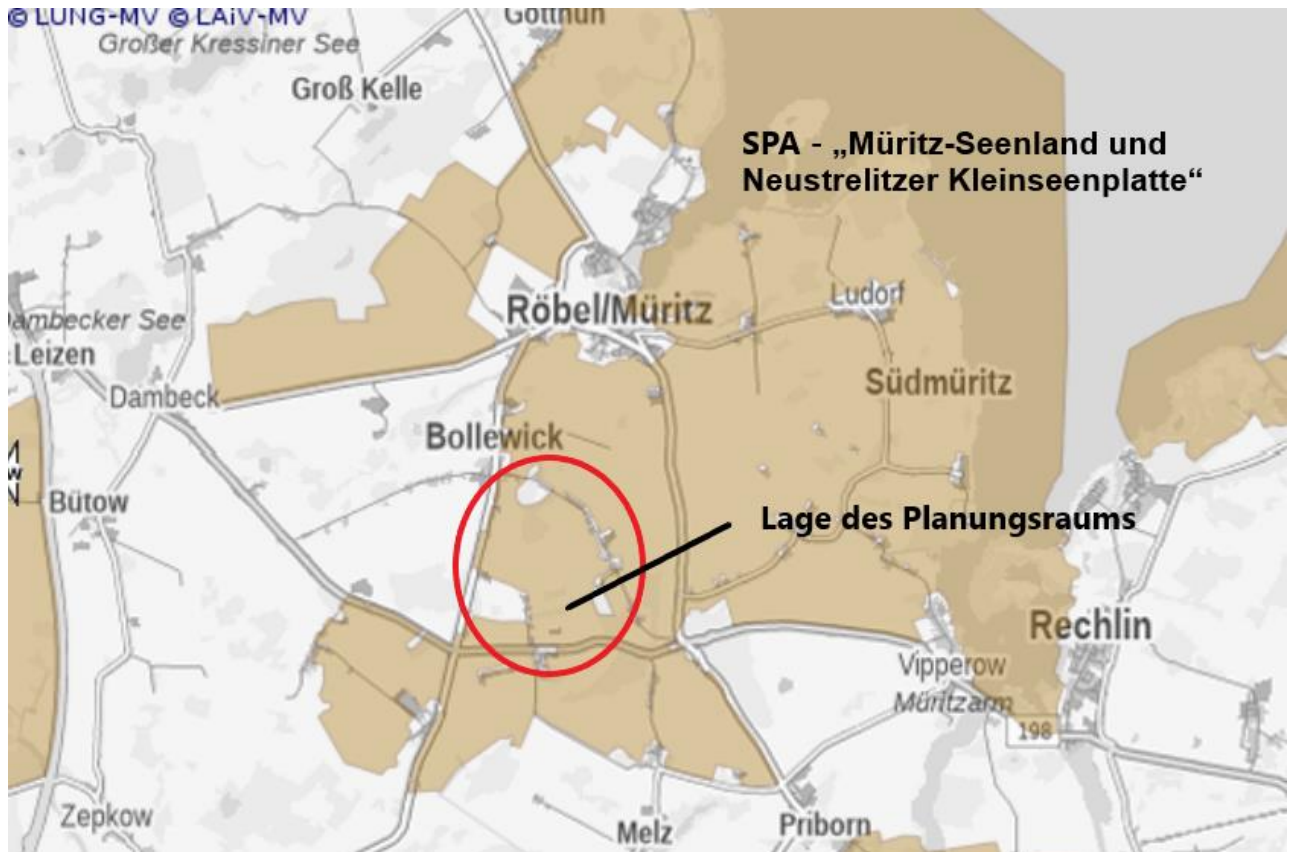 © LUNG-MV © LAiV-MV
Gotthun
Großer Kressiner See
Groß Kelle
SPA - „Müritz-Seenland und
Neustrelitzer Kleinseenplatte“
Röbel/Müritz
Ludorf
Dambecker See
Leizen
Südmüritz
Dambeck
Bollewick
Bütow
Lage des Planungsraums
Rechlin
Vipperow
Müritzarm
198
Zepkow
Melz
Priborn